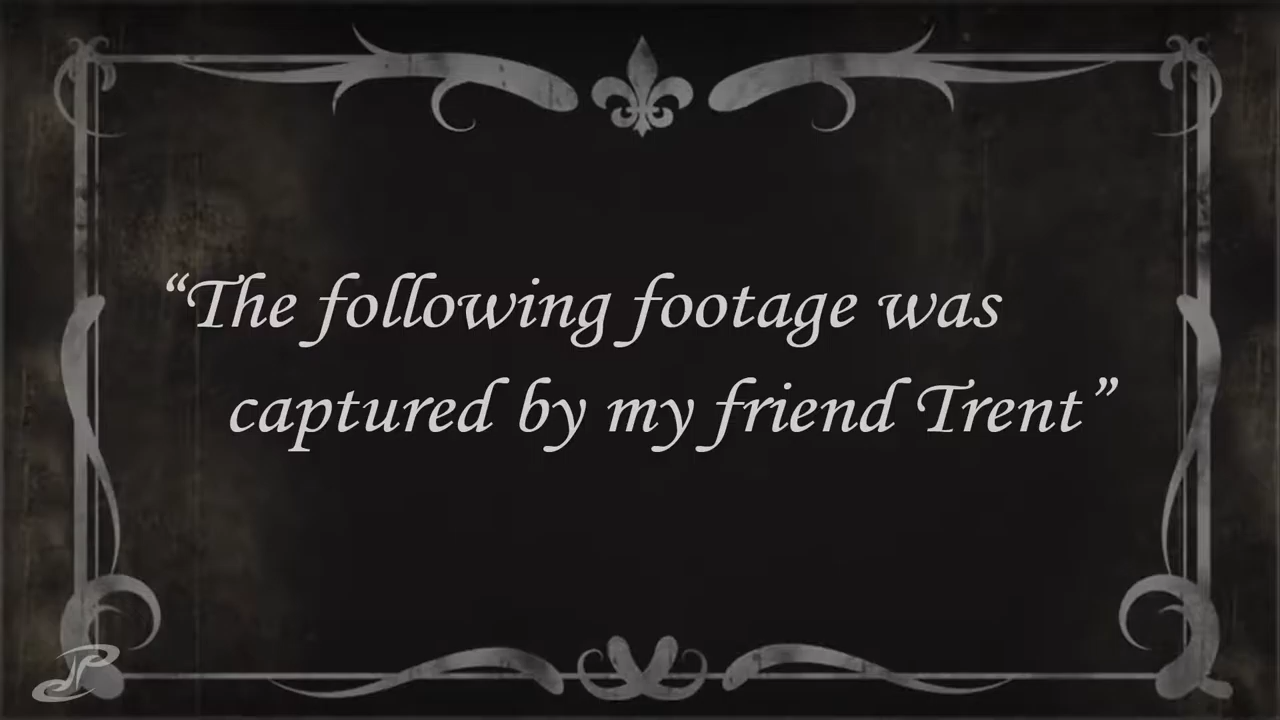 “The following footage was
captured by my friend Trent”